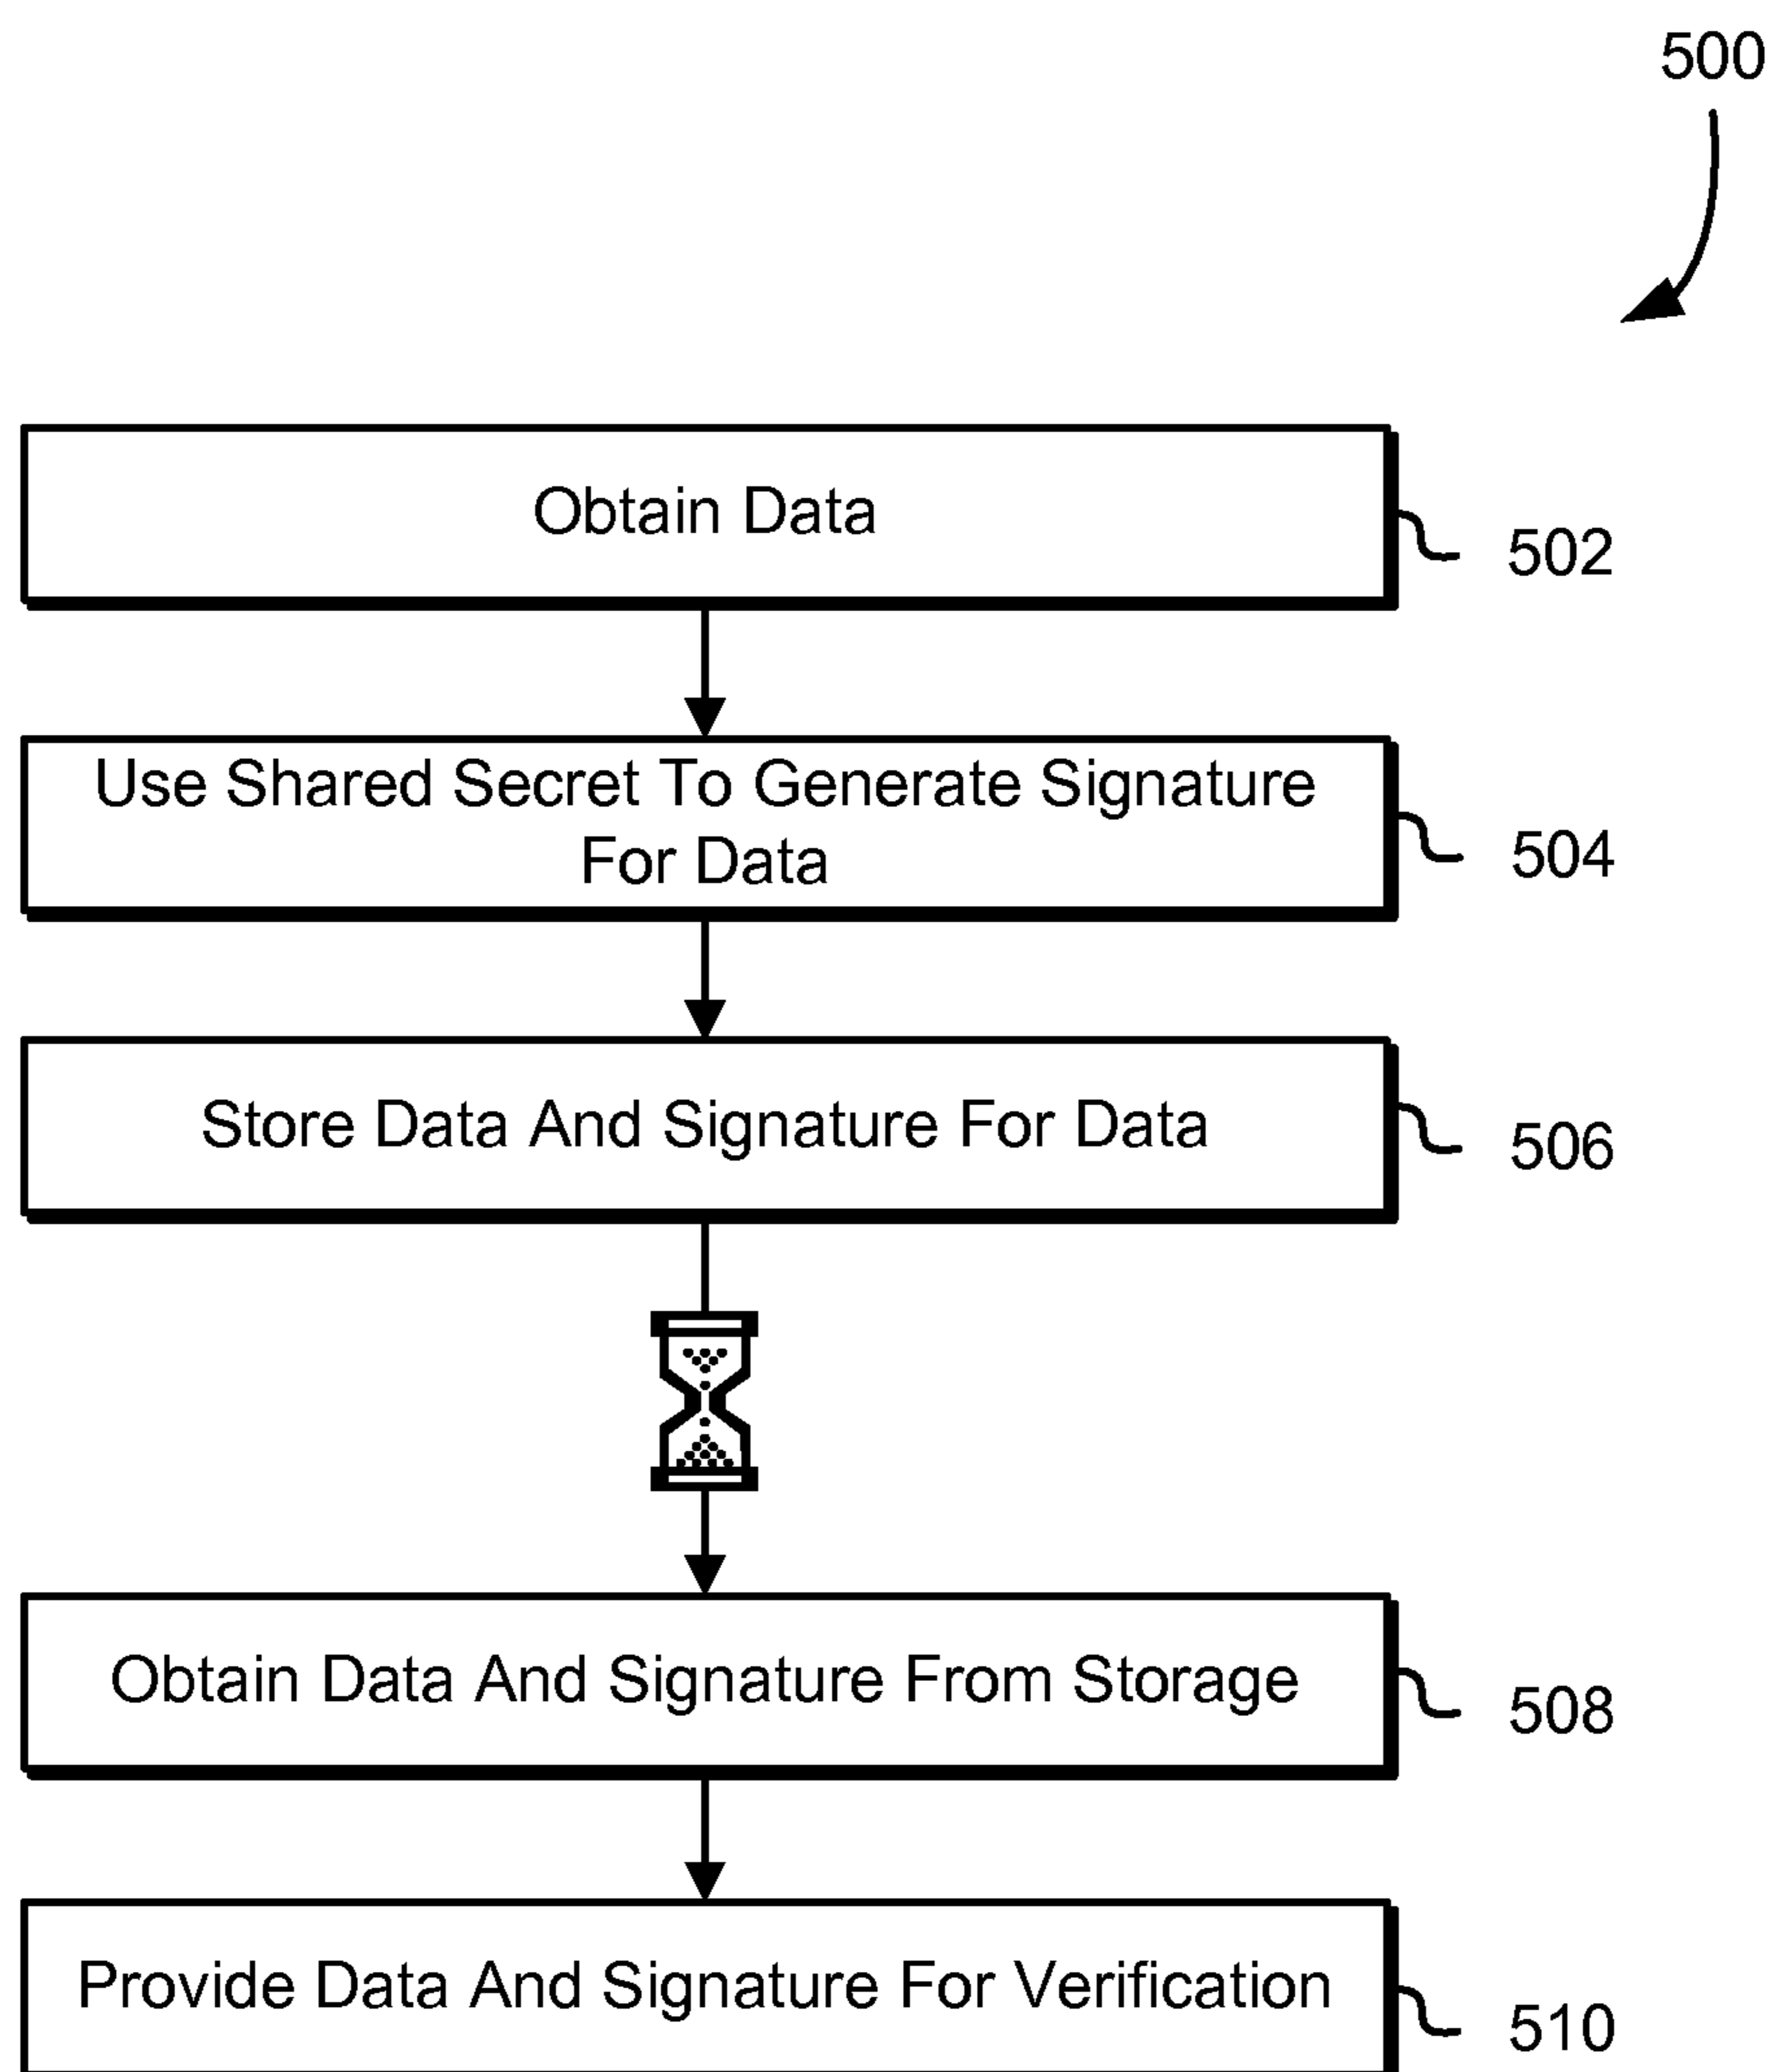 500
Obtain Data
502
Use Shared Secret To Generate Signature
For Data
504
Store Data And Signature For Data
506
Obtain Data And Signature From Storage
508
Provide Data And Signature For Verification
510